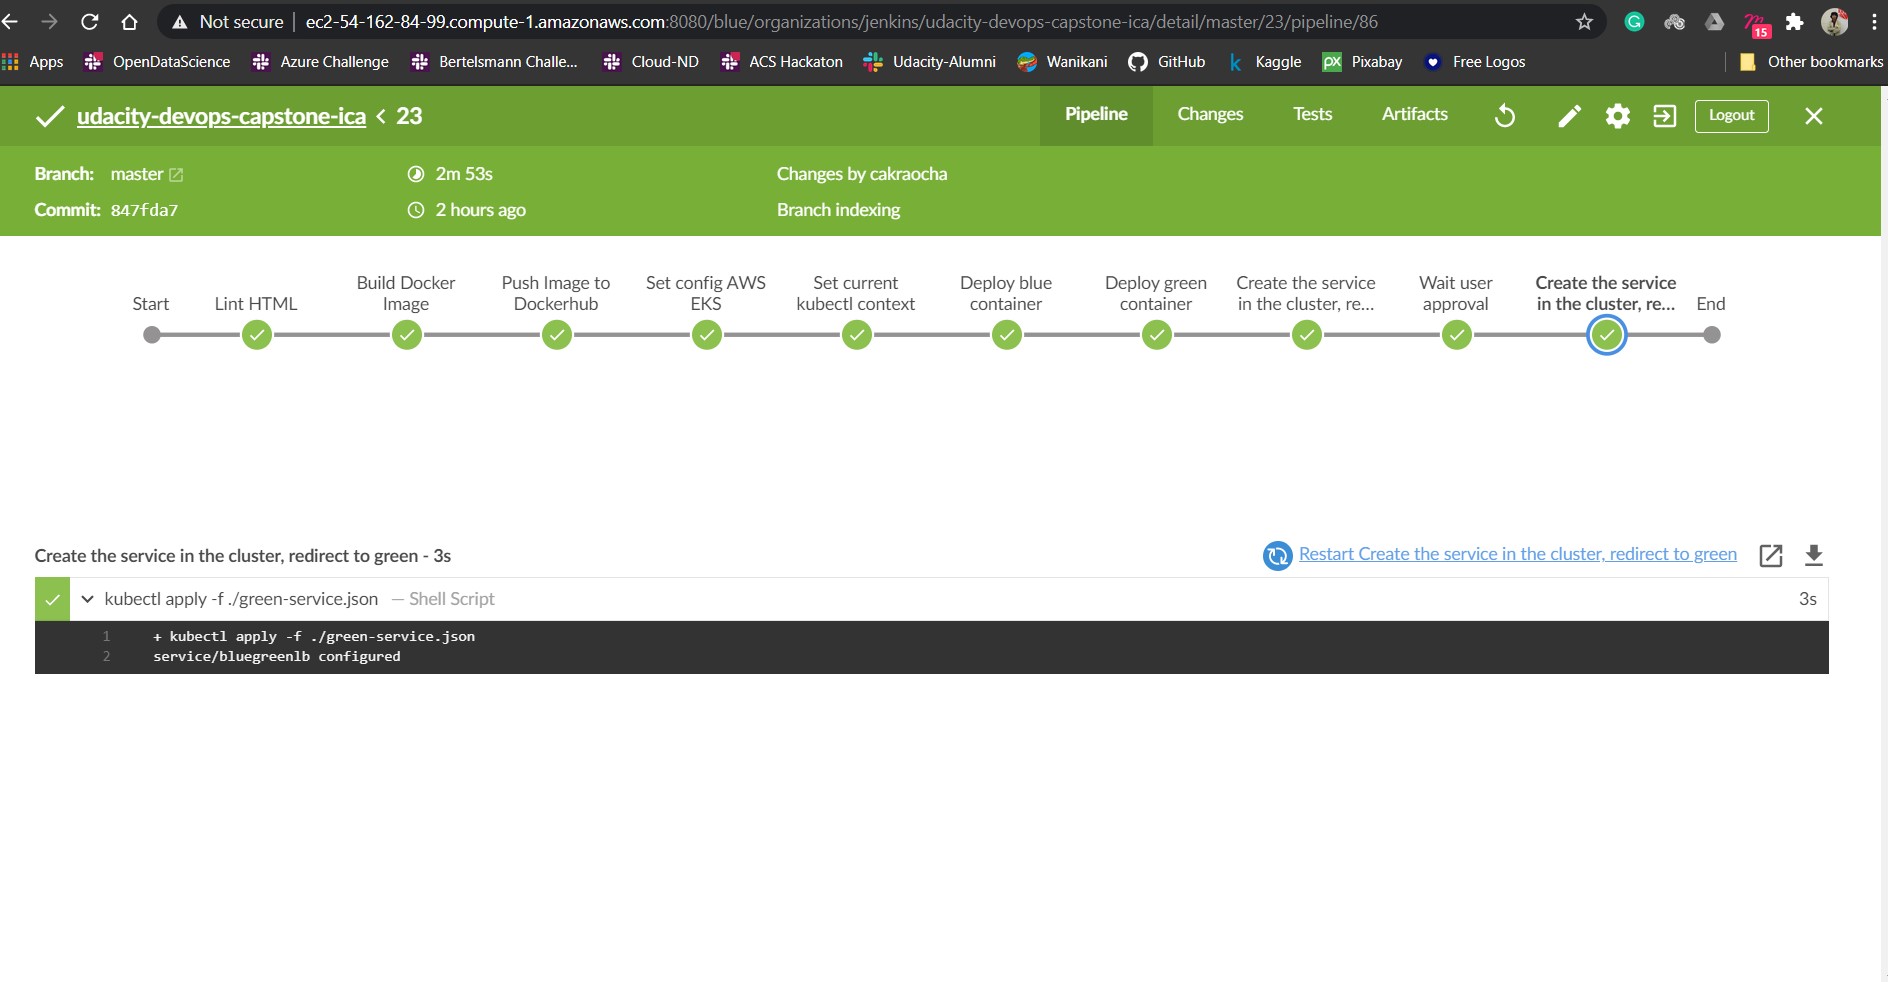 Not secure | ec2-54-162-84-99.compute-1.amazonaws.com:8080/blue/organizations/jenkins/udacity-devops-capstone-ica/detail/master/23/pipeline/86
15
Apps OpenDataScience Azure Challenge Bertelsmann Challe... Cloud-ND ACS Hackaton Udacity-Alumni Wanikani GitHub k Kaggle px Pixabay Free Logos Other bookmarks
udacity-devops-capstone-ica < 23 Pipeline Changes Tests Artifacts Logout
Branch: master 2m 53s Changes by cakraocha
Commit: 847fda7 2 hours ago Branch indexing
Start
Lint HTML
Build Docker
Image
Push Image to
Dockerhub
Set config AWS
EKS
Set current
kubectl context
Deploy blue
container
Deploy green
container
Create the service
in the cluster, re...
Wait user
approval
Create the service
in the cluster, re...
End
Create the service in the cluster, redirect to green - 3s Restart Create the service in the cluster, redirect to green
kubectl apply -f ./green-service.json — Shell Script 3s
1 + kubectl apply -f ./green-service.json
2 service/bluegreenlb configured